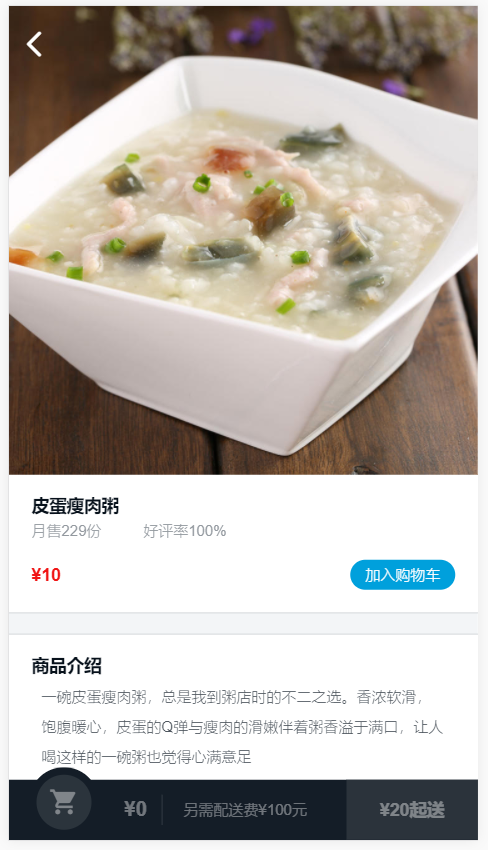 皮蛋瘦肉粥
月售229份 好评率100%
¥10 加入购物车
商品介绍
一碗皮蛋瘦肉粥，总是我到粥店时的不二之选。香浓软滑，
饱腹暖心，皮蛋的Q弹与瘦肉的滑嫩伴着粥香溢于满口，让人
喝这样的一碗粥也觉得心满意足
¥0 另需配送费¥100元 ¥20起送